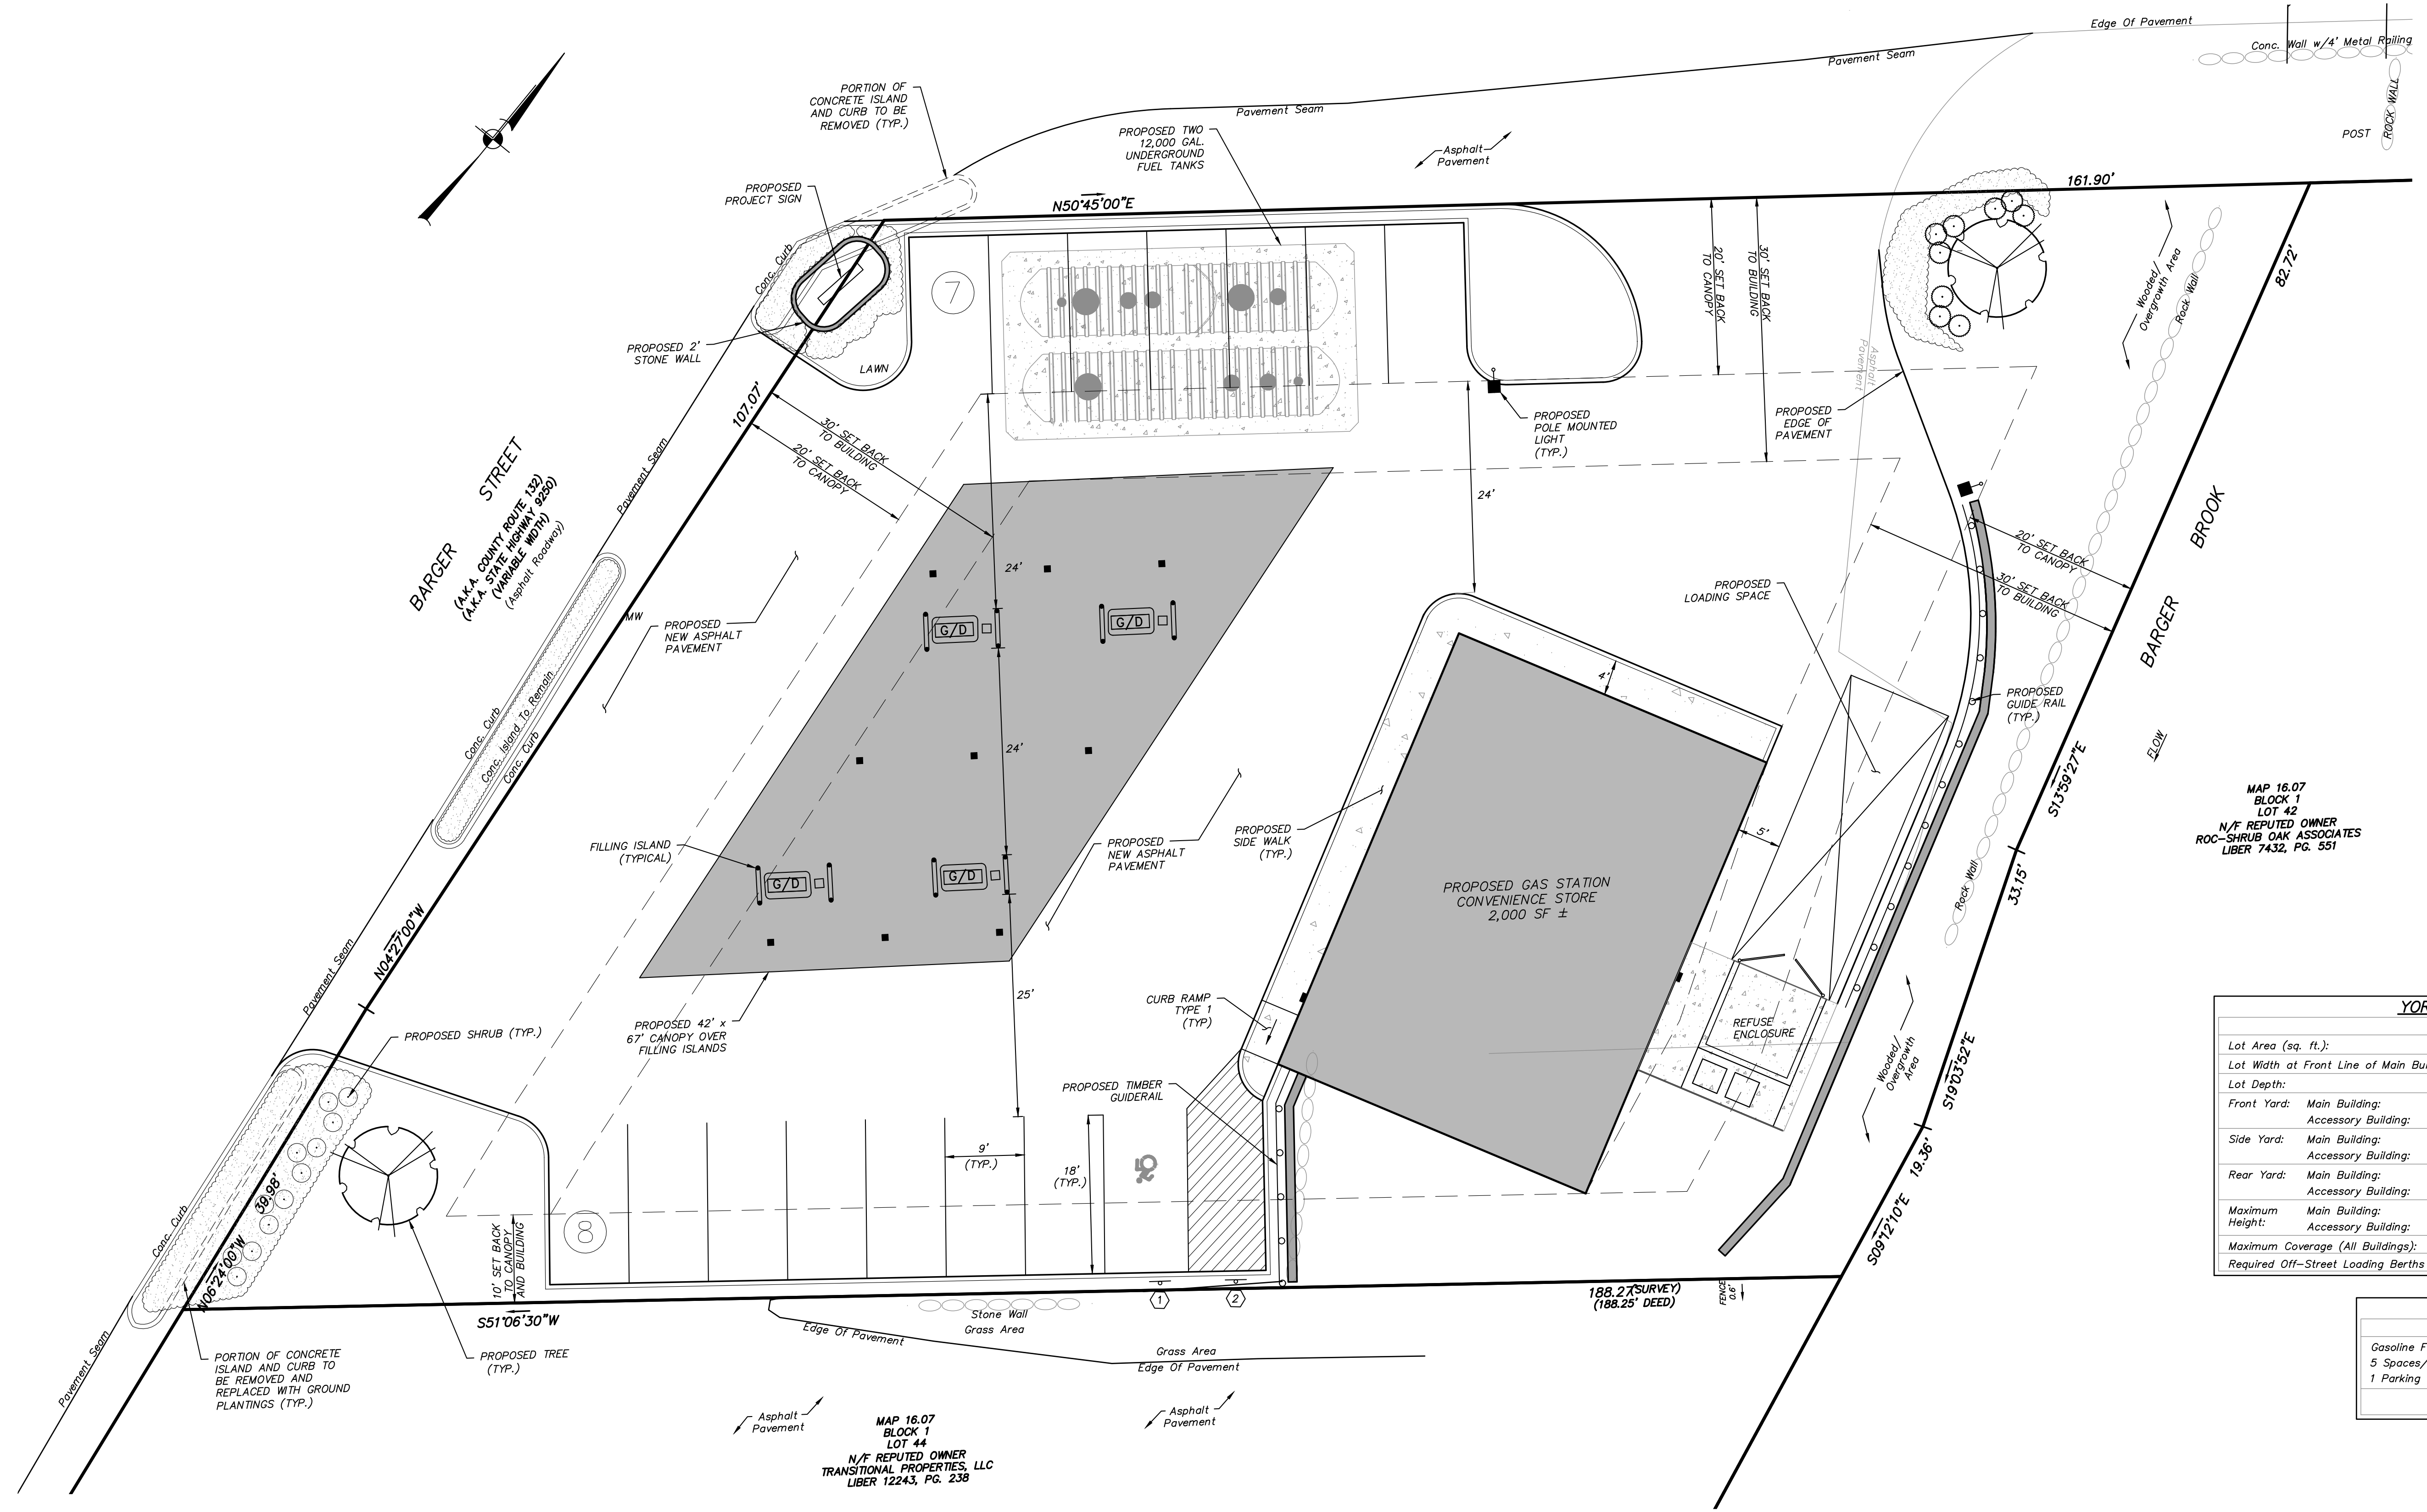 Edge Of Pavement
Conc. Wall w/4' Metal Railing
ROCK WALL
POST
Pavement Seam
Pavement Seam
PORTION OF
CONCRETE ISLAND
AND CURB TO BE
REMOVED (TYP.)
PROPOSED TWO
12,000 GAL.
UNDERGROUND
FUEL TANKS
Asphalt
Pavement
PROPOSED
PROJECT SIGN
N50°45'00"E
161.90'
Conc. Curb
7
20' SET BACK
TO CANOPY
30' SET BACK
TO BUILDING
Wooded/
Overgrowth Area
Rock Wall
82.72'
PROPOSED 2'
STONE WALL
LAWN
Asphalt
Pavement
107.07'
30' SET BACK
TO BUILDING
20' SET BACK
TO CANOPY
PROPOSED
POLE MOUNTED
LIGHT
(TYP.)
PROPOSED
EDGE OF
PAVEMENT
Pavement Seam
BARGER STREET
(A.K.A. COUNTY ROUTE 132)
(A.K.A. STATE HIGHWAY 9250)
(VARIABLE WIDTH)
(Asphalt Roadway)
24'
24'
20' SET BACK
TO CANOPY
30' SET BACK
TO BUILDING
BARGER BROOK
MW
PROPOSED
NEW ASPHALT
PAVEMENT
G/D
G/D
PROPOSED
LOADING SPACE
4'
PROPOSED
GUIDE RAIL
(TYP.)
FLOW
Conc. Curb
Conc. Island To Remain
Conc. Curb
24'
S13°59'27"E
MAP 16.07
BLOCK 1
LOT 42
N/F REPUTED OWNER
ROC-SHRUB OAK ASSOCIATES
LIBER 7432, PG. 551
FILLING ISLAND
(TYPICAL)
G/D
G/D
PROPOSED
NEW ASPHALT
PAVEMENT
PROPOSED
SIDE WALK
(TYP.)
5'
PROPOSED GAS STATION
CONVENIENCE STORE
2,000 SF ±
Rock Wall
33.15'
N04°27'00"W
Pavement Seam
25'
CURB RAMP
TYPE 1
(TYP)
REFUSE
ENCLOSURE
PROPOSED 42' x
67' CANOPY OVER
FILLING ISLANDS
PROPOSED SHRUB (TYP.)
Wooded/
Overgrowth
Area
S19°03'52"E
PROPOSED TIMBER
GUIDERAIL
9'
(TYP.)
18'
(TYP.)
19.36'
39.98'
Conc. Curb
N06°24'00"W
10' SET BACK
TO CANOPY
AND BUILDING
8
S09°12'10"E
1
2
188.27'(SURVEY)
(188.25' DEED)
FENCE
0.6'
S51°06'30"W
Stone Wall
Grass Area
Edge Of Pavement
Grass Area
Edge Of Pavement
Pavement Seam
PORTION OF CONCRETE
ISLAND AND CURB TO
BE REMOVED AND
REPLACED WITH GROUND
PLANTINGS (TYP.)
PROPOSED TREE
(TYP.)
Asphalt
Pavement
Asphalt
Pavement
MAP 16.07
BLOCK 1
LOT 44
N/F REPUTED OWNER
TRANSITIONAL PROPERTIES, LLC
LIBER 12243, PG. 238
YOR
Lot Area (sq. ft.):
Lot Width at Front Line of Main Bu
Lot Depth:
Front Yard: Main Building:
Accessory Building:
Side Yard: Main Building:
Accessory Building:
Rear Yard: Main Building:
Accessory Building:
Maximum Height: Main Building:
Accessory Building:
Maximum Coverage (All Buildings):
Required Off-Street Loading Berths
Gasoline F
5 Spaces/
1 Parking